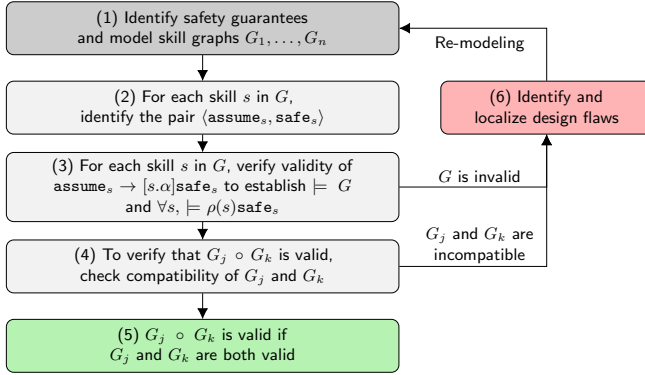 (1) Identify safety guarantees
and model skill graphs G₁, . . . , Gₙ
Re-modeling
(2) For each skill s in G,
identify the pair ⟨assumeₛ, safeₛ⟩
(6) Identify and
localize design flaws
(3) For each skill s in G, verify validity of
assumeₛ → [s.α]safeₛ to establish ⊨ G
and ∀s, ⊨ ρ(s)safeₛ
G is invalid
(4) To verify that Gⱼ ∘ Gₖ is valid,
check compatibility of Gⱼ and Gₖ
Gⱼ and Gₖ are
incompatible
(5) Gⱼ ∘ Gₖ is valid if
Gⱼ and Gₖ are both valid